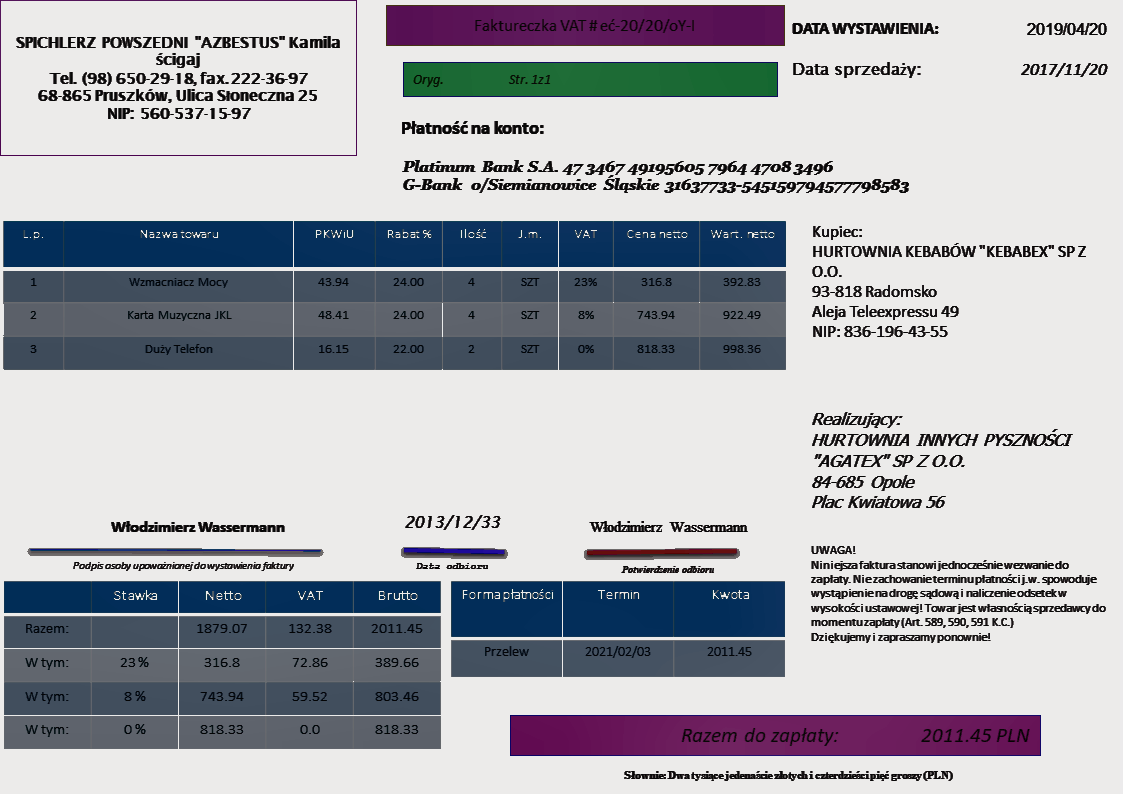 SPICHLERZ POWSZEDNI "AZBESTUS" Kamila
ścigaj
Tel. (98) 650-29-18, fax. 222-36-97
68-865 Pruszków, Ulica Słoneczna 25
NIP: 560-537-15-97
Faktureczka VAT # eć-20/20/oY-I
Oryg. Str. 1z1
DATA WYSTAWIENIA: 2019/04/20
Data sprzedaży: 2017/11/20
Płatność na konto:
Platinum Bank S.A. 47 3467 49195605 7964 4708 3496
G-Bank o/Siemianowice Śląskie 31637733-545159794577798583
L.p. Nazwa towaru PKWiU Rabat % Ilość J.m. VAT Cena netto Wart. netto
1 Wzmacniacz Mocy 43.94 24.00 4 SZT 23% 316.8 392.83
2 Karta Muzyczna JKL 48.41 24.00 4 SZT 8% 743.94 922.49
3 Duży Telefon 16.15 22.00 2 SZT 0% 818.33 998.36
Kupiec:
HURTOWNIA KEBABÓW "KEBABEX" SP Z
O.O.
93-818 Radomsko
Aleja Teleexpressu 49
NIP: 836-196-43-55
Realizujący:
HURTOWNIA INNYCH PYSZNOŚCI
"AGATEX" SP Z O.O.
84-685 Opole
Plac Kwiatowa 56
Włodzimierz Wassermann
Podpis osoby upoważnionej do wystawienia faktury
2013/12/33
Data odbioru
Włodzimierz Wassermann
Potwierdzenie odbioru
UWAGA!
Niniejsza faktura stanowi jednocześnie wezwanie do
zapłaty. Nie zachowanie terminu płatności j.w. spowoduje
wystąpienie na drogę sądową i naliczenie odsetek w
wysokości ustawowej! Towar jest własnością sprzedawcy do
momentu zapłaty (Art. 589, 590, 591 K.C.)
Dziękujemy i zapraszamy ponownie!
Stawka Netto VAT Brutto
Razem: 1879.07 132.38 2011.45
W tym: 23 % 316.8 72.86 389.66
W tym: 8 % 743.94 59.52 803.46
W tym: 0 % 818.33 0.0 818.33
Forma płatności Termin Kwota
Przelew 2021/02/03 2011.45
Razem do zapłaty: 2011.45 PLN
Słownie: Dwa tysiące jedenaście złotych i czterdzieści pięć groszy (PLN)